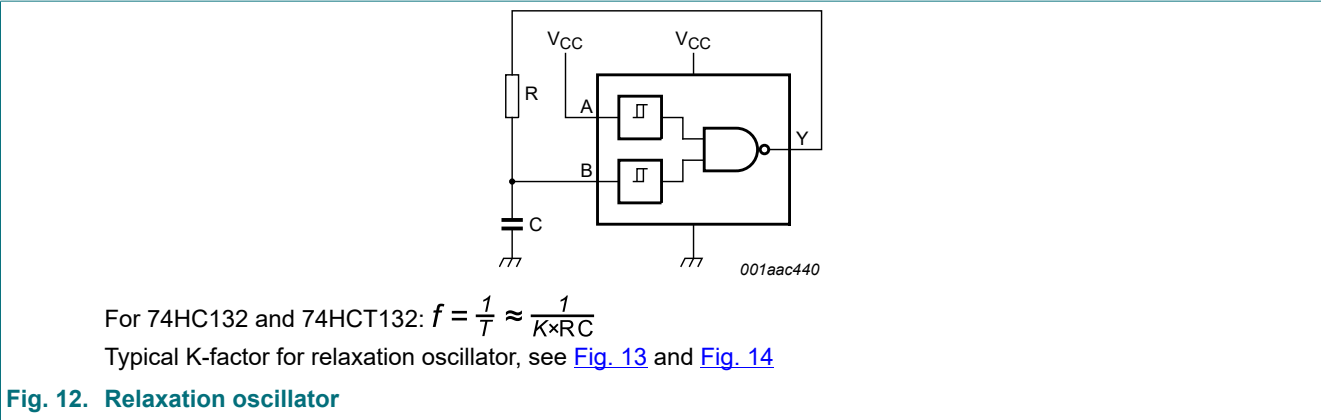 V_CC V_CC
R
A
Y
B
C
001aac440
For 74HC132 and 74HCT132: f = 1/T ≈ 1/K×RC
Typical K-factor for relaxation oscillator, see Fig. 13 and Fig. 14
Fig. 12. Relaxation oscillator